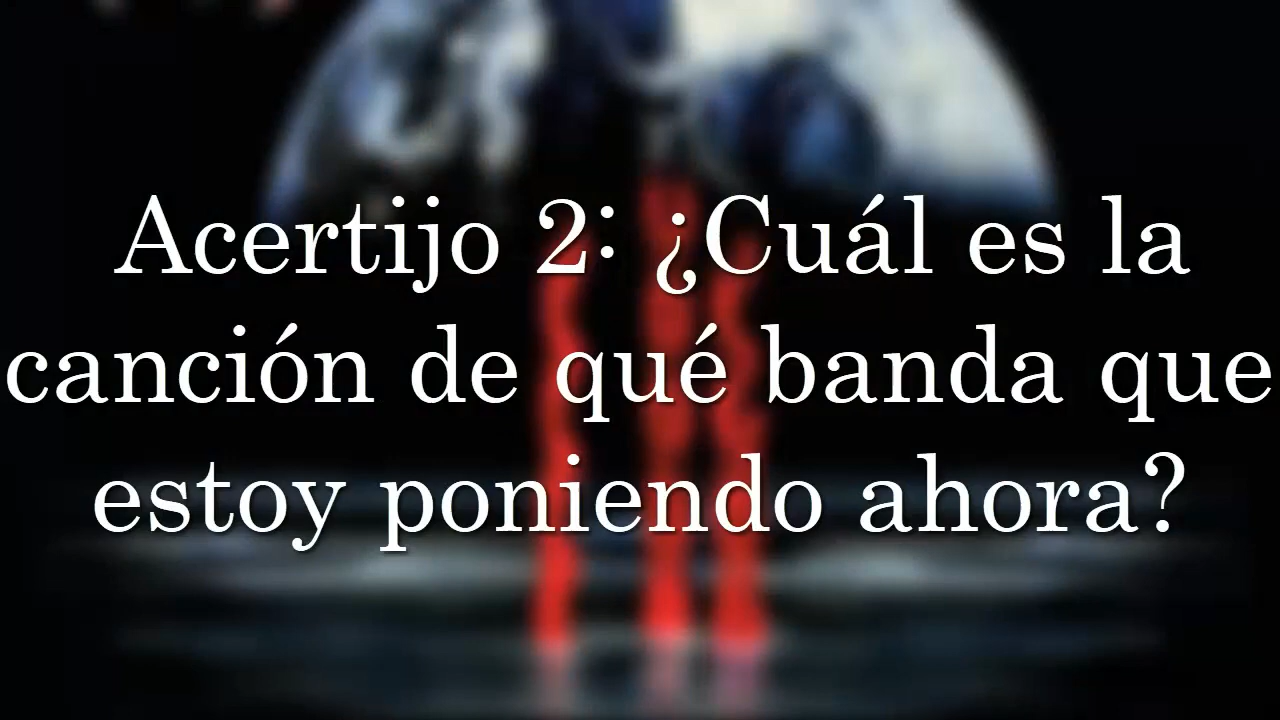 Acertijo 2: ¿Cuál es la
canción de qué banda que
estoy poniendo ahora?